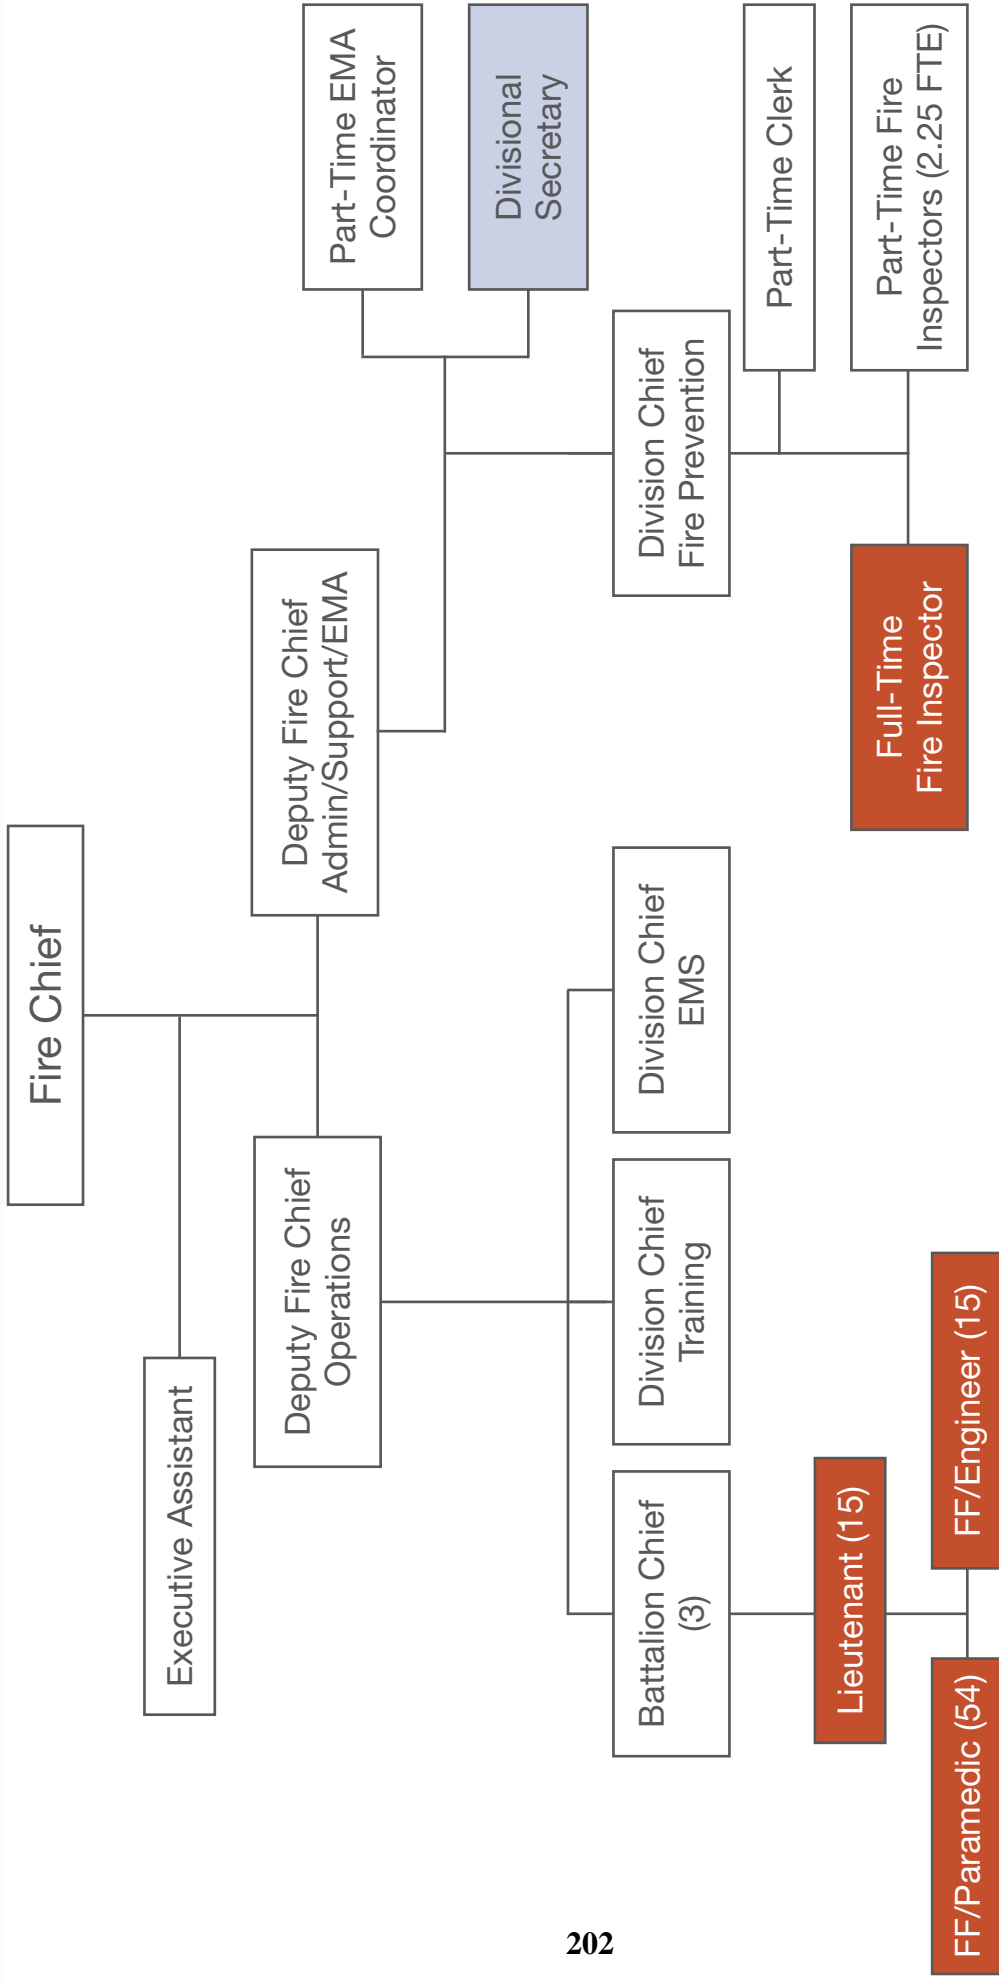 Fire Chief
Executive Assistant
Deputy Fire Chief
Operations
Deputy Fire Chief
Admin/Support/EMA
Part-Time EMA
Coordinator
Divisional
Secretary
Battalion Chief
(3)
Division Chief
Training
Division Chief
EMS
Division Chief
Fire Prevention
Part-Time Clerk
Lieutenant (15)
Full-Time
Fire Inspector
Part-Time Fire
Inspectors (2.25 FTE)
FF/Paramedic (54)
FF/Engineer (15)
202